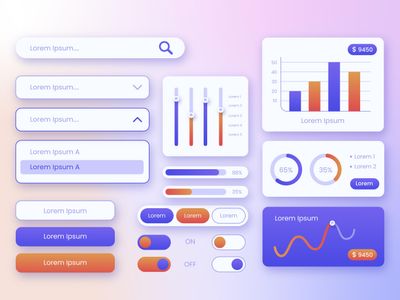 Lorem Ipsum...
Lorem Ipsum...
Lorem Ipsum...
Lorem Ipsum A
Lorem Ipsum A
Lorem Ipsum
Lorem Ipsum
Lorem Ipsum
Lorem 1
Lorem 2
Lorem 3
Lorem 4
Lorem 5
88%
35%
Lorem Lorem Lorem
ON
OFF
$ 9450
50
40
30
20
10
Lorem Ipsum
65%
35%
Lorem 1
Lorem 2
Lorem
Lorem Ipsum
$ 9450